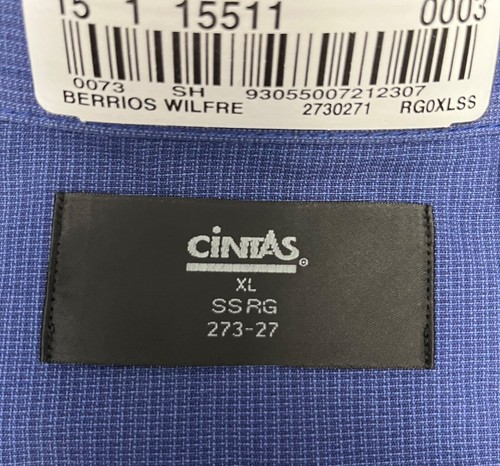 15 1 15511 0003
0073 SH 93055007212307
BERRIOS WILFRE 2730271 RG0XLSS
CINTAS
XL
SS RG
273-27